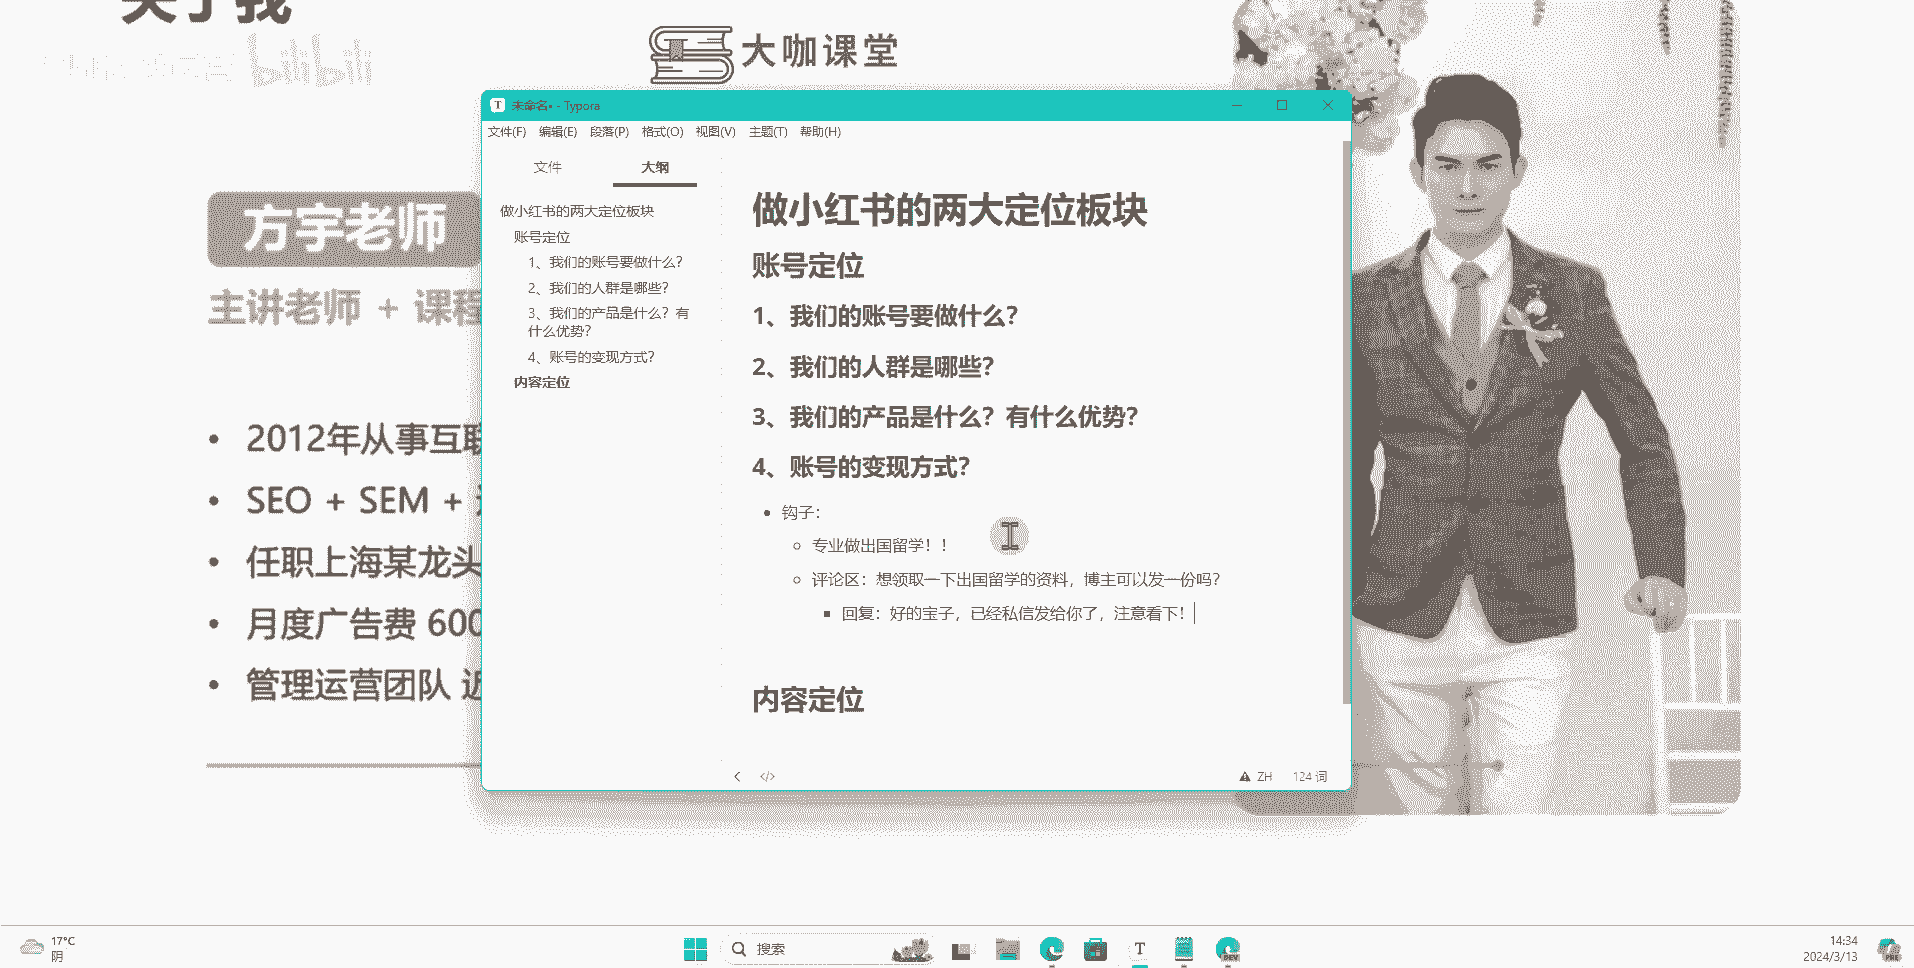 关于我
bilibili
大咖课堂
未命名• - Typora
文件(F) 编辑(E) 段落(P) 格式(O) 视图(V) 主题(T) 帮助(H)
文件 大纲
做小红书的两大定位板块
账号定位
1、我们的账号要做什么？
2、我们的人群是哪些？
3、我们的产品是什么？有
什么优势？
4、账号的变现方式？
内容定位
做小红书的两大定位板块
账号定位
1、我们的账号要做什么？
2、我们的人群是哪些？
3、我们的产品是什么？有什么优势？
4、账号的变现方式？
钩子：
专业做出国留学！！
评论区：想领取一下出国留学的资料，博主可以发一份吗？
回复：好的宝子，已经私信发给你了，注意看下！
内容定位
ZH 124 词
方宇老师
主讲老师 + 课程
2012年从事互联
SEO + SEM +
任职上海某龙头
月度广告费 600
管理运营团队 近
17°C
阴
搜索
T
DEV
14:34
2024/3/13
PRE